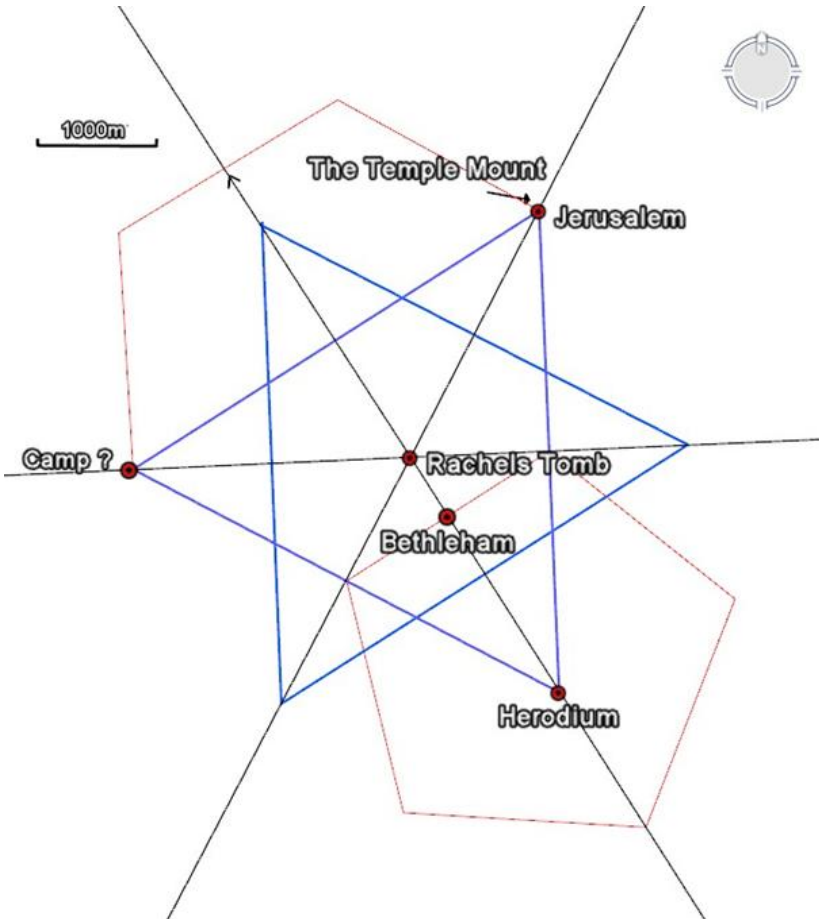 N
1000m
The Temple Mount
Jerusalem
Camp ?
Rachels Tomb
Bethleham
Herodium